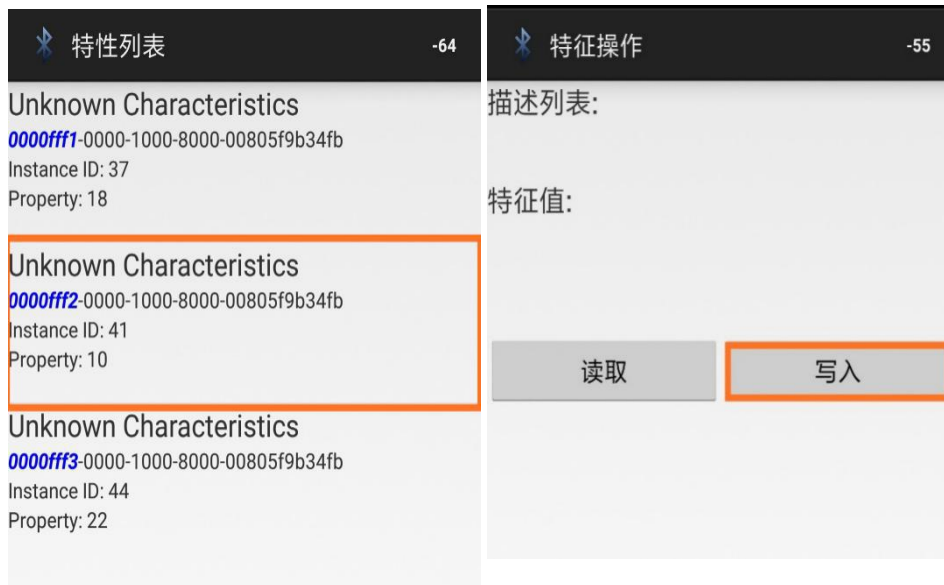 特性列表
-64
Unknown Characteristics
0000fff1-0000-1000-8000-00805f9b34fb
Instance ID: 37
Property: 18
Unknown Characteristics
0000fff2-0000-1000-8000-00805f9b34fb
Instance ID: 41
Property: 10
Unknown Characteristics
0000fff3-0000-1000-8000-00805f9b34fb
Instance ID: 44
Property: 22
特征操作
-55
描述列表:
特征值:
读取
写入